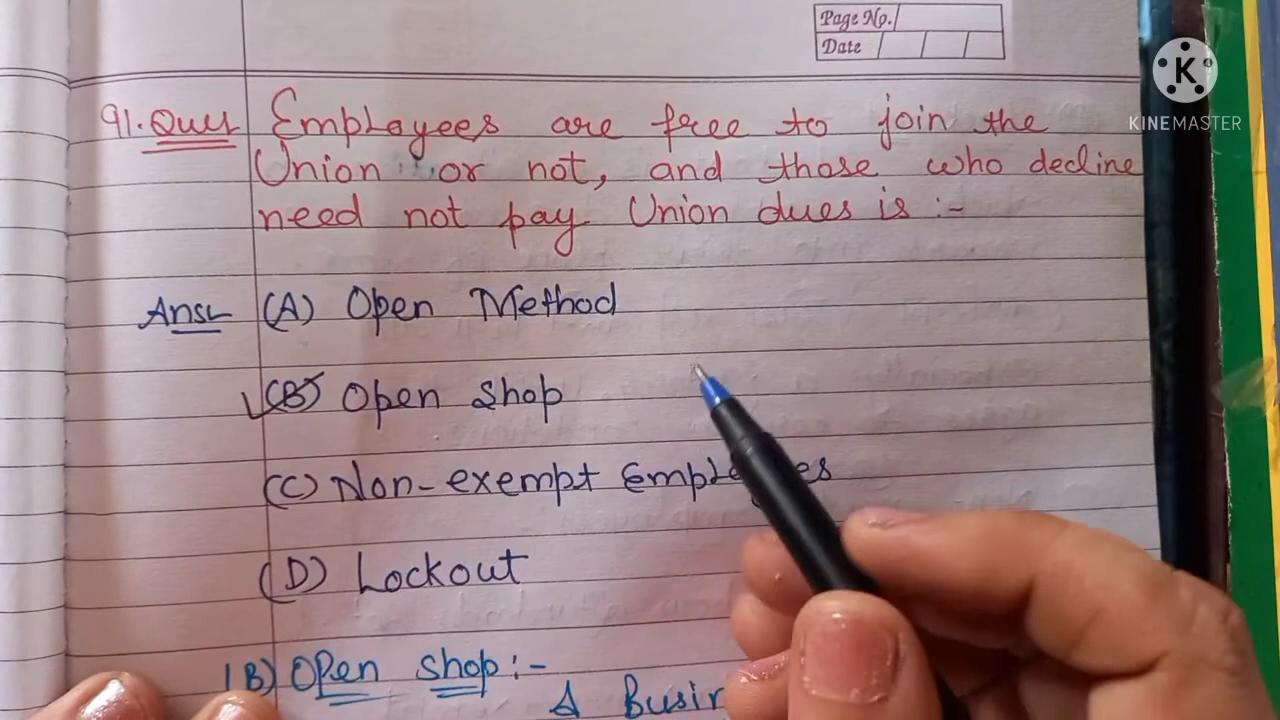 Page No.
Date
K
KINEMASTER
91. Ques Employees are free to join the
Union or not, and those who decline
need not pay Union dues is :-
Ans (A) Open Method
(B) Open Shop
(C) Non-exempt Employees
(D) Lockout
(B) Open shop :-
A